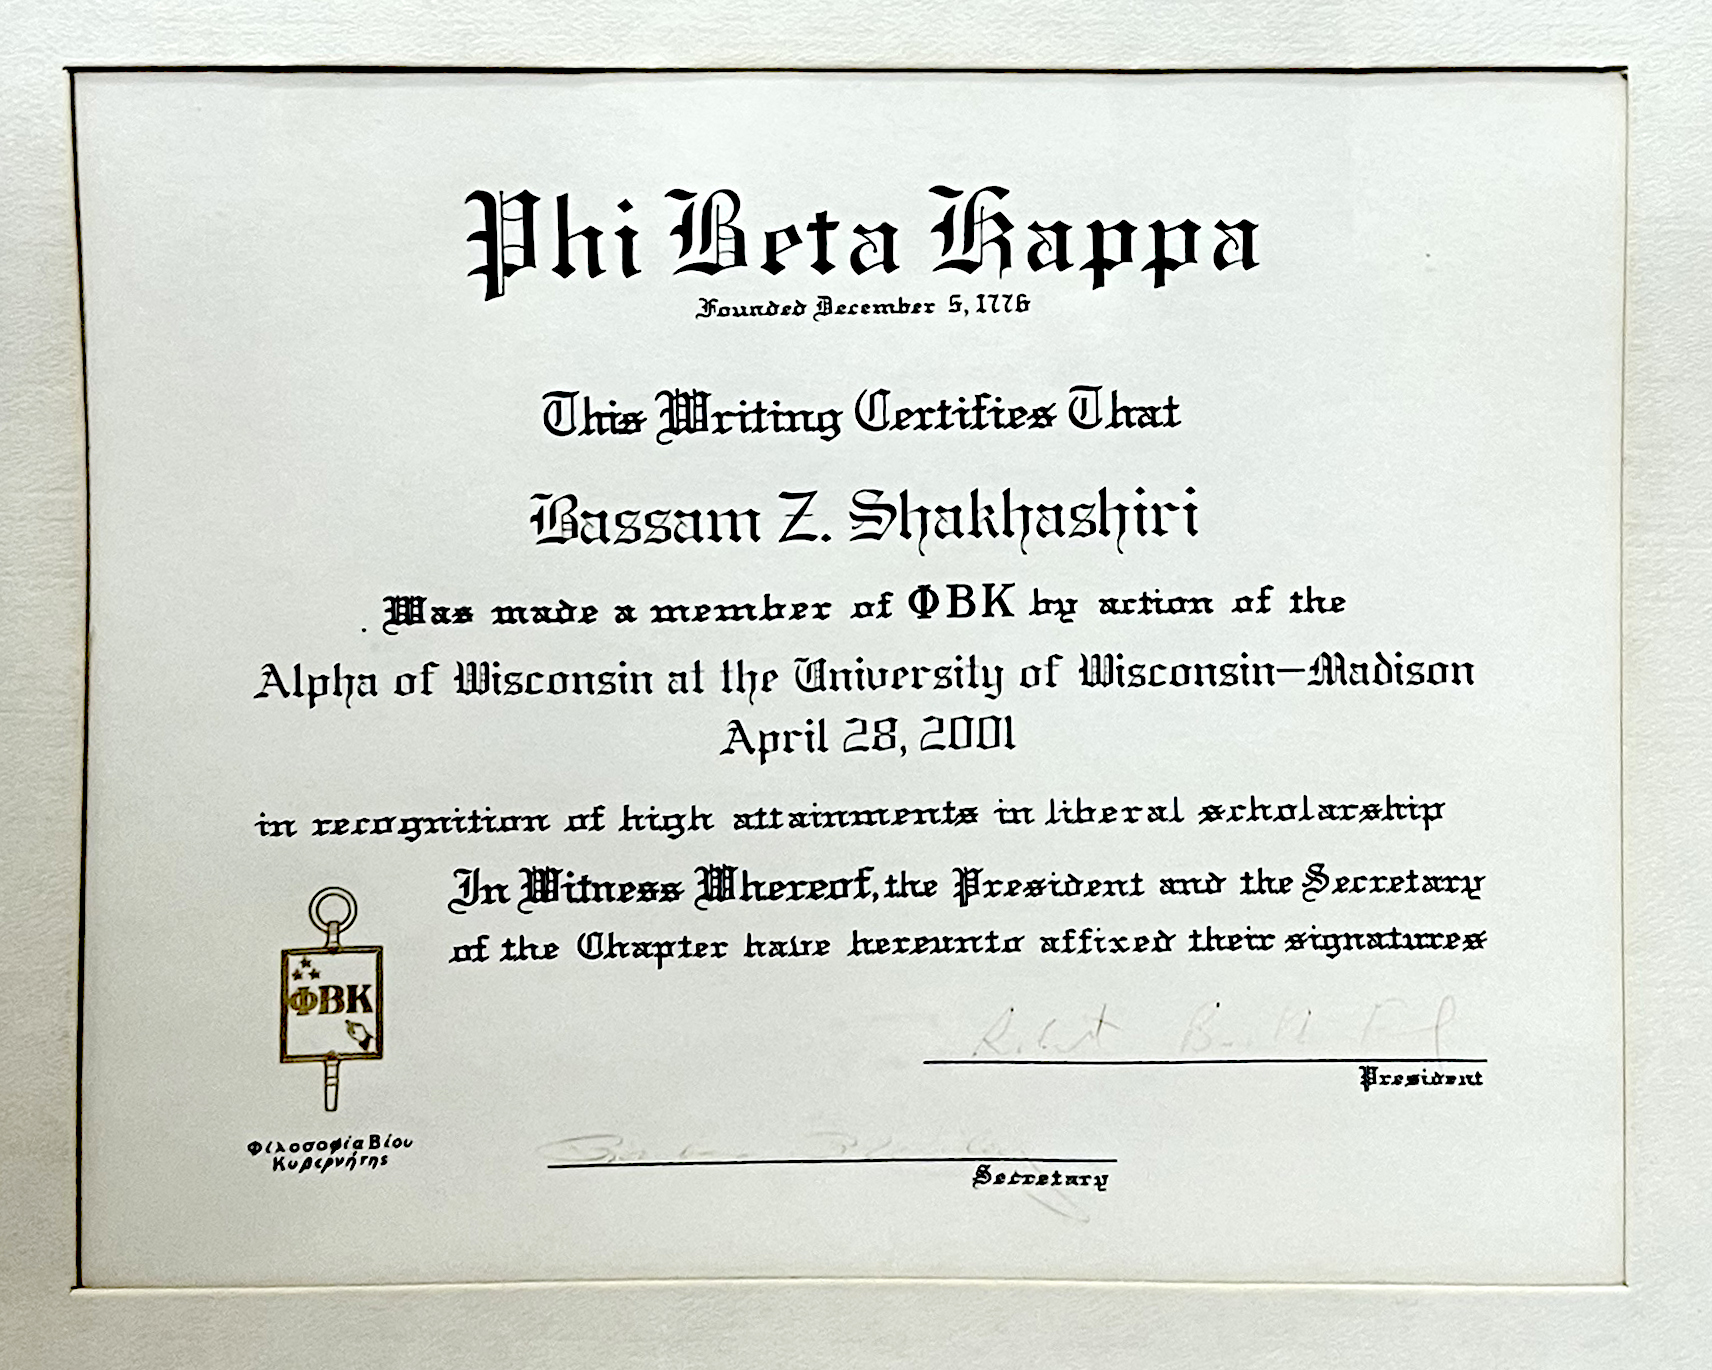 Phi Beta Kappa
Founded December 5, 1776
This Writing Certifies That
Bassam Z. Shakhashiri
Was made a member of ΦΒΚ by action of the
Alpha of Wisconsin at the University of Wisconsin—Madison
April 28, 2001
in recognition of high attainments in liberal scholarship
In Witness Whereof, the President and the Secretary
of the Chapter have hereunto affixed their signatures
ΦΒΚ
Robert
President
Φιλοσοφία Βίου
Κυβερνήτης
Secretary